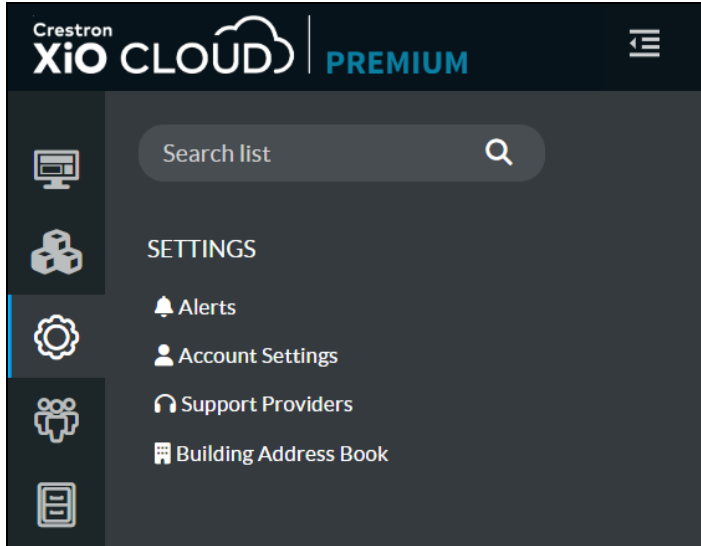 Crestron
XiO CLOUD PREMIUM
Search list
SETTINGS
Alerts
Account Settings
Support Providers
Building Address Book